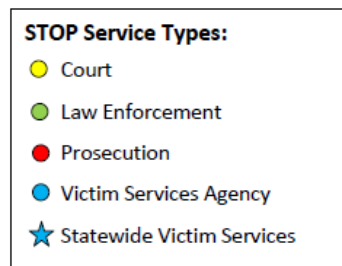 STOP Service Types:
Court
Law Enforcement
Prosecution
Victim Services Agency
Statewide Victim Services